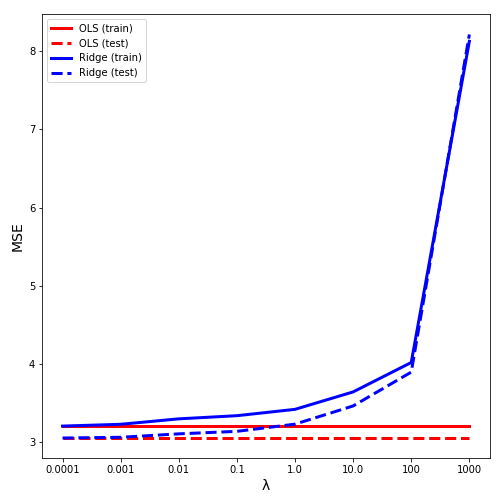 OLS (train)
OLS (test)
Ridge (train)
Ridge (test)
8
7
6
5
4
3
MSE
0.0001 0.001 0.01 0.1 1.0 10.0 100 1000
λ